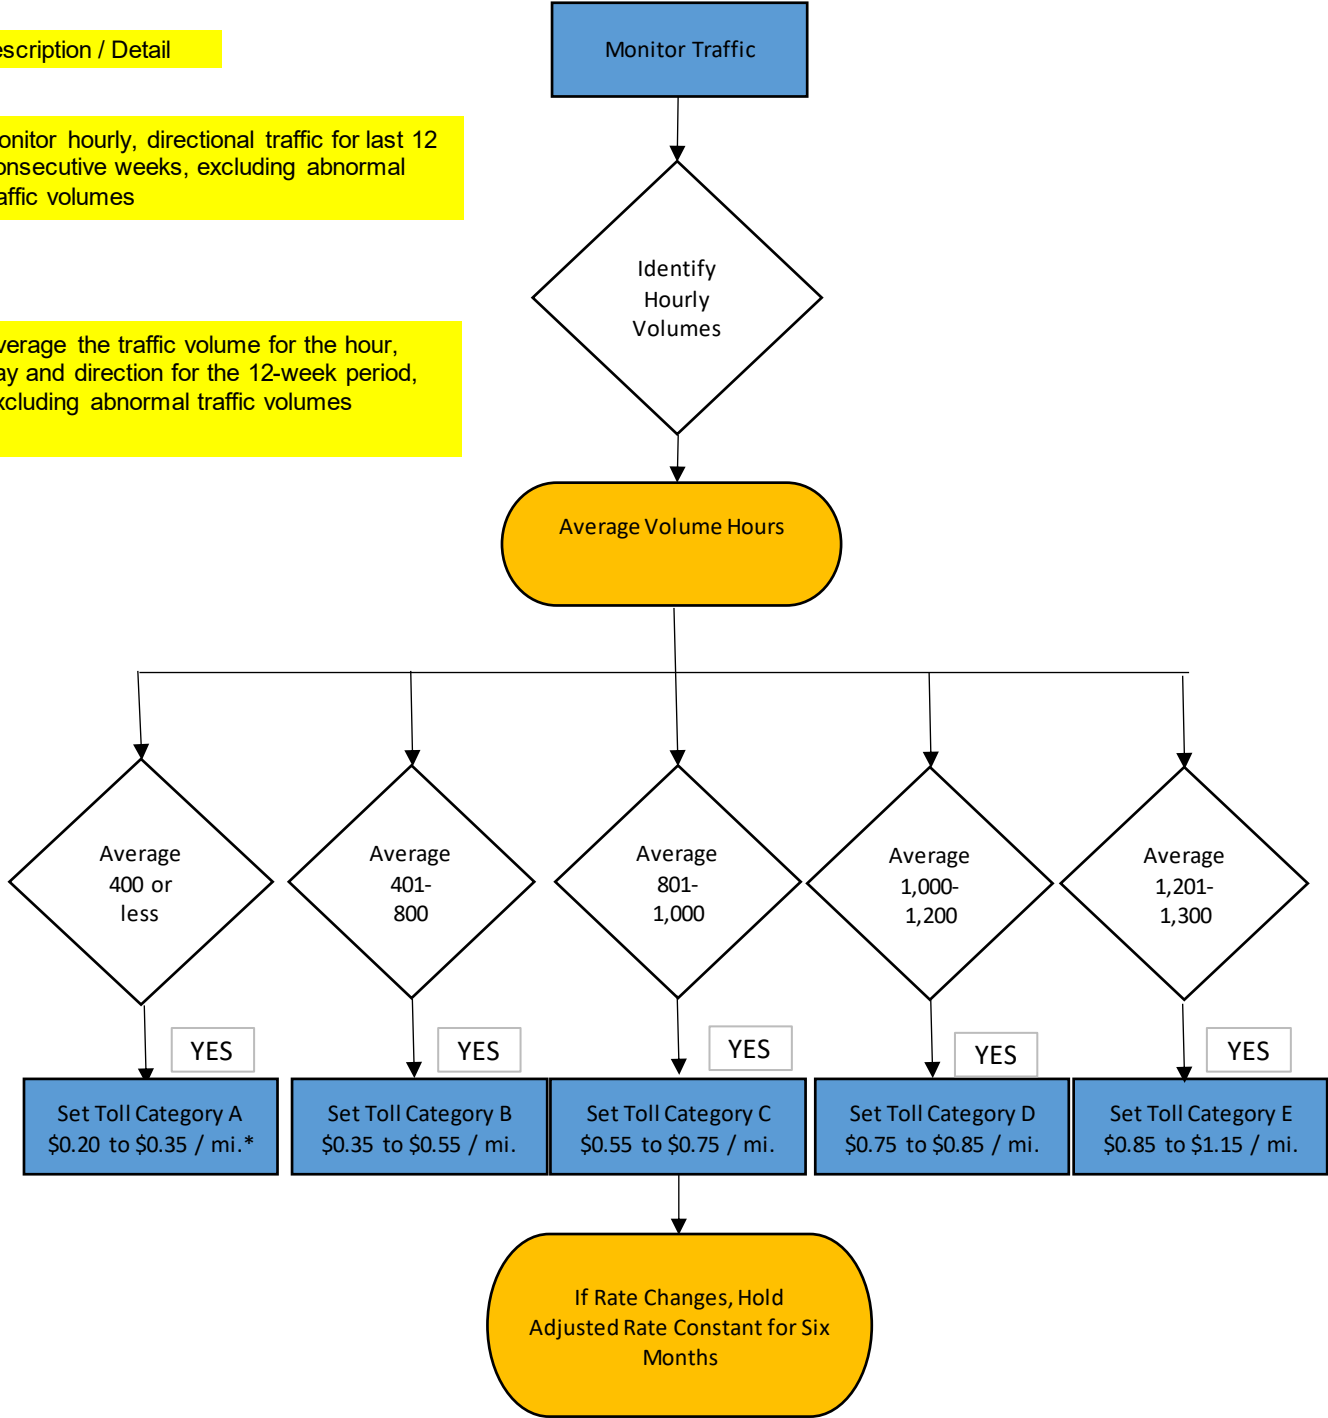 escription / Detail
Monitor Traffic
onitor hourly, directional traffic for last 12
onsecutive weeks, excluding abnormal
affic volumes
Identify
Hourly
Volumes
verage the traffic volume for the hour,
ay and direction for the 12-week period,
xcluding abnormal traffic volumes
Average Volume Hours
Average
400 or
less
Average
401-
800
Average
801-
1,000
Average
1,000-
1,200
Average
1,201-
1,300
YES
YES
YES
YES
YES
Set Toll Category A
$0.20 to $0.35 / mi.*
Set Toll Category B
$0.35 to $0.55 / mi.
Set Toll Category C
$0.55 to $0.75 / mi.
Set Toll Category D
$0.75 to $0.85 / mi.
Set Toll Category E
$0.85 to $1.15 / mi.
If Rate Changes, Hold
Adjusted Rate Constant for Six
Months